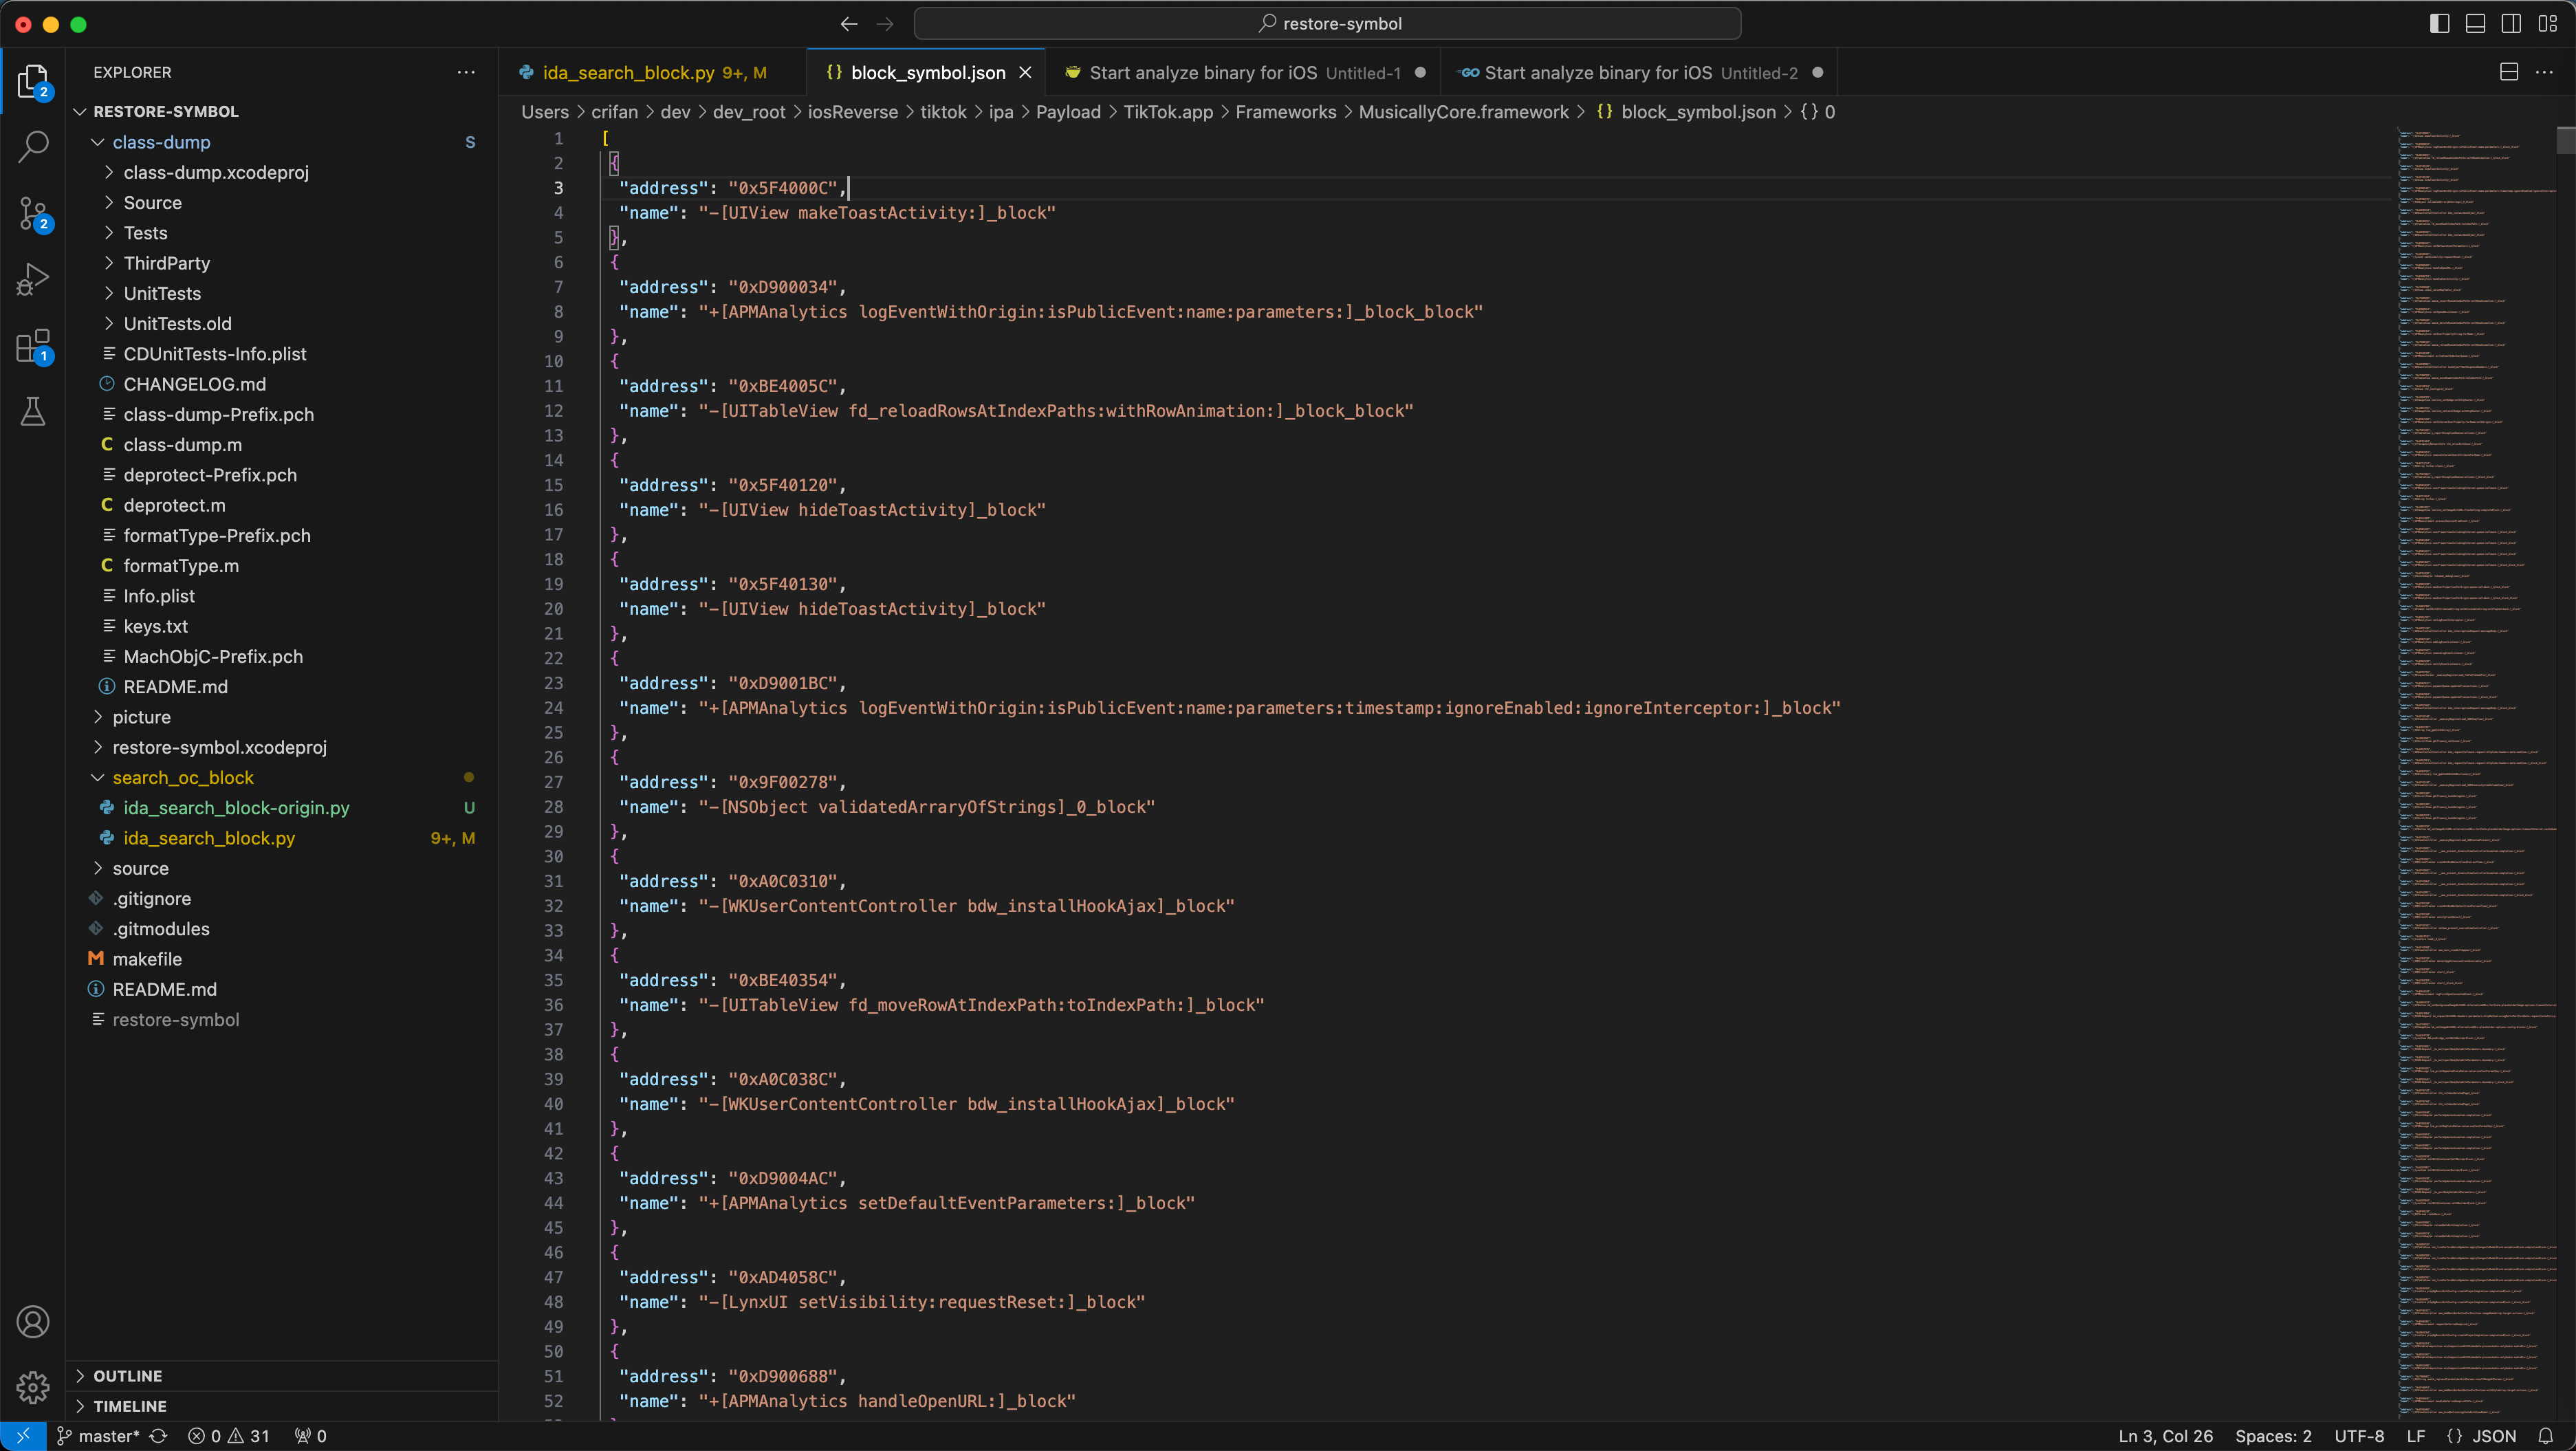 restore-symbol
EXPLORER
RESTORE-SYMBOL
class-dump S
class-dump.xcodeproj
Source
Tests
ThirdParty
UnitTests
UnitTests.old
CDUnitTests-Info.plist
CHANGELOG.md
class-dump-Prefix.pch
class-dump.m
deprotect-Prefix.pch
deprotect.m
formatType-Prefix.pch
formatType.m
Info.plist
keys.txt
MachObjC-Prefix.pch
README.md
picture
restore-symbol.xcodeproj
search_oc_block
ida_search_block-origin.py U
ida_search_block.py 9+, M
source
.gitignore
.gitmodules
makefile
README.md
restore-symbol
OUTLINE
TIMELINE
2
2
1
ida_search_block.py 9+, M
{} block_symbol.json
Start analyze binary for iOS Untitled-1
GO Start analyze binary for iOS Untitled-2
Users > crifan > dev > dev_root > iosReverse > tiktok > ipa > Payload > TikTok.app > Frameworks > MusicallyCore.framework > {} block_symbol.json > {} 0
1 [
2 {
3 "address": "0x5F4000C",
4 "name": "-[UIView makeToastActivity:]_block"
5 },
6 {
7 "address": "0xD900034",
8 "name": "+[APMAnalytics logEventWithOrigin:isPublicEvent:name:parameters:]_block_block"
9 },
10 {
11 "address": "0xBE4005C",
12 "name": "-[UITableView fd_reloadRowsAtIndexPaths:withRowAnimation:]_block_block"
13 },
14 {
15 "address": "0x5F40120",
16 "name": "-[UIView hideToastActivity]_block"
17 },
18 {
19 "address": "0x5F40130",
20 "name": "-[UIView hideToastActivity]_block"
21 },
22 {
23 "address": "0xD9001BC",
24 "name": "+[APMAnalytics logEventWithOrigin:isPublicEvent:name:parameters:timestamp:ignoreEnabled:ignoreInterceptor:]_block"
25 },
26 {
27 "address": "0x9F00278",
28 "name": "-[NSObject validatedArraryOfStrings]_0_block"
29 },
30 {
31 "address": "0xA0C0310",
32 "name": "-[WKUserContentController bdw_installHookAjax]_block"
33 },
34 {
35 "address": "0xBE40354",
36 "name": "-[UITableView fd_moveRowAtIndexPath:toIndexPath:]_block"
37 },
38 {
39 "address": "0xA0C038C",
40 "name": "-[WKUserContentController bdw_installHookAjax]_block"
41 },
42 {
43 "address": "0xD9004AC",
44 "name": "+[APMAnalytics setDefaultEventParameters:]_block"
45 },
46 {
47 "address": "0xAD4058C",
48 "name": "-[LynxUI setVisibility:requestReset:]_block"
49 },
50 {
51 "address": "0xD900688",
52 "name": "+[APMAnalytics handleOpenURL:]_block"
master* 0 31 0
Ln 3, Col 26 Spaces: 2 UTF-8 LF {} JSON